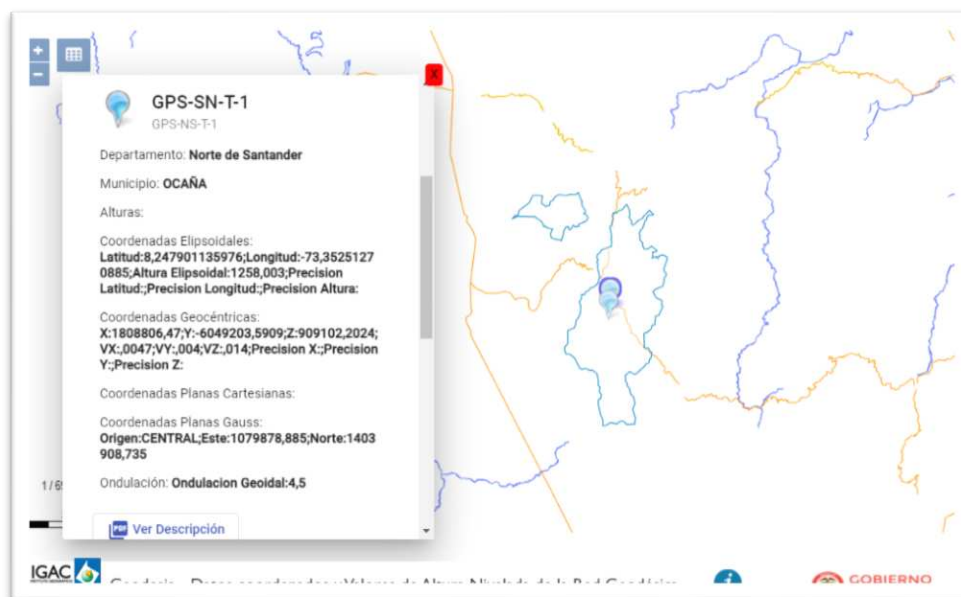 +
−
X
GPS-SN-T-1
GPS-NS-T-1
Departamento: Norte de Santander
Municipio: OCAÑA
Alturas:
Coordenadas Elipsoidales:
Latitud:8,247901135976;Longitud:-73,3525127
0885;Altura Elipsoidal:1258,003;Precision
Latitud:;Precision Longitud:;Precision Altura:
Coordenadas Geocéntricas:
X:1808806,47;Y:-6049203,5909;Z:909102,2024;
VX:,0047;VY:,004;VZ:,014;Precision X:;Precision
Y:;Precision Z:
Coordenadas Planas Cartesianas:
Coordenadas Planas Gauss:
Origen:CENTRAL;Este:1079878,885;Norte:1403
908,735
Ondulación: Ondulacion Geoidal:4,5
PDF Ver Descripción
IGAC
i
GOBIERNO